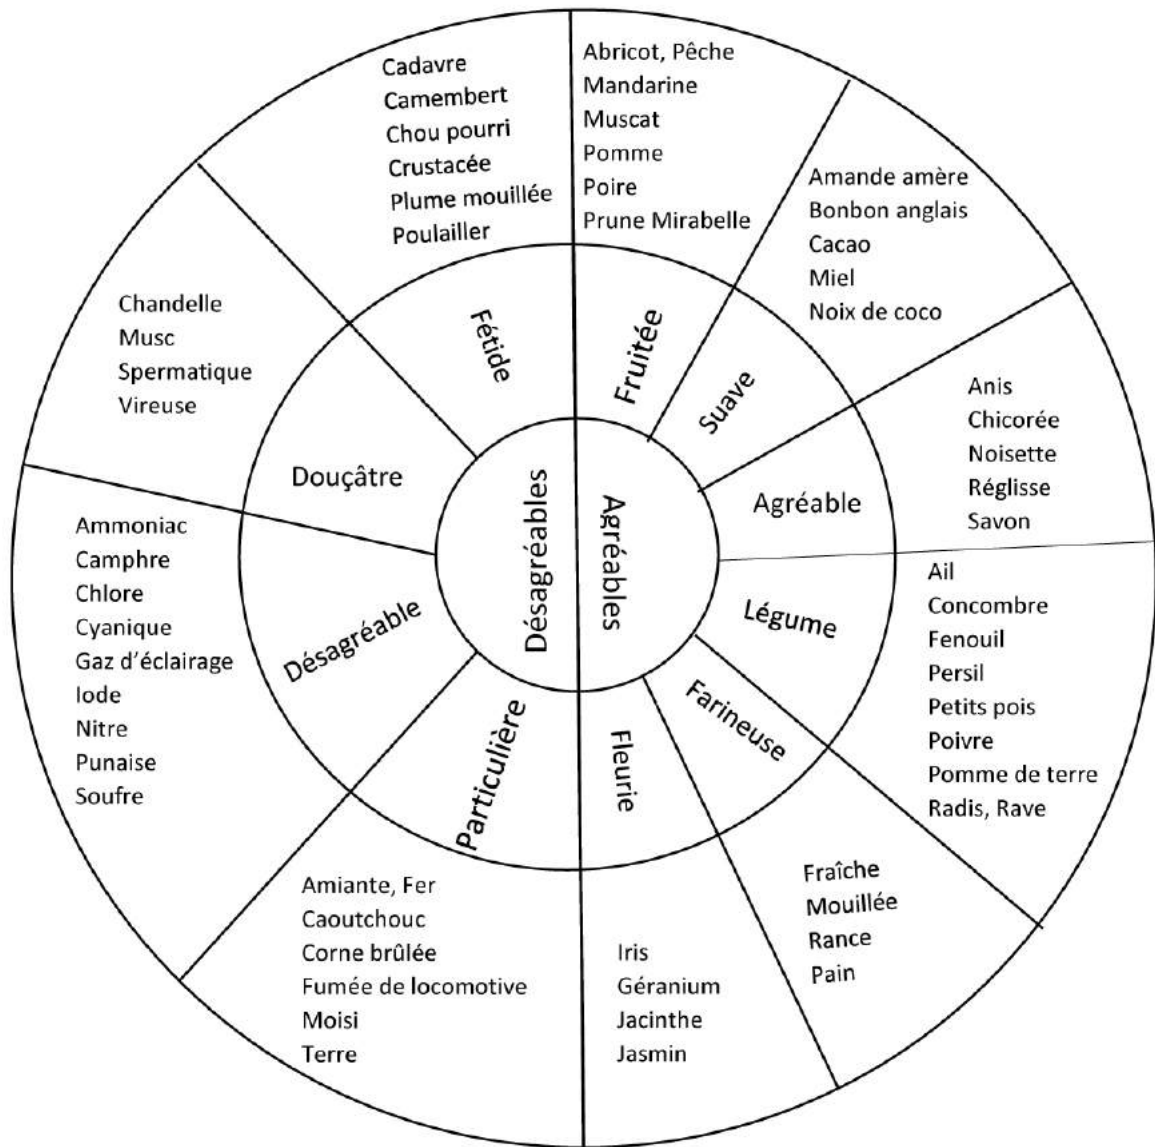 Désagréables
Agréables
Fruitée
Abricot, Pêche
Mandarine
Muscat
Pomme
Poire
Prune Mirabelle
Suave
Amande amère
Bonbon anglais
Cacao
Miel
Noix de coco
Agréable
Anis
Chicorée
Noisette
Réglisse
Savon
Légume
Ail
Concombre
Fenouil
Persil
Petits pois
Poivre
Pomme de terre
Radis, Rave
Farineuse
Fraîche
Mouillée
Rance
Pain
Fleurie
Iris
Géranium
Jacinthe
Jasmin
Particulière
Amiante, Fer
Caoutchouc
Corne brûlée
Fumée de locomotive
Moisi
Terre
Désagréable
Ammoniac
Camphre
Chlore
Cyanique
Gaz d'éclairage
Iode
Nitre
Punaise
Soufre
Douçâtre
Chandelle
Musc
Spermatique
Vireuse
Fétide
Cadavre
Camembert
Chou pourri
Crustacée
Plume mouillée
Poulailler